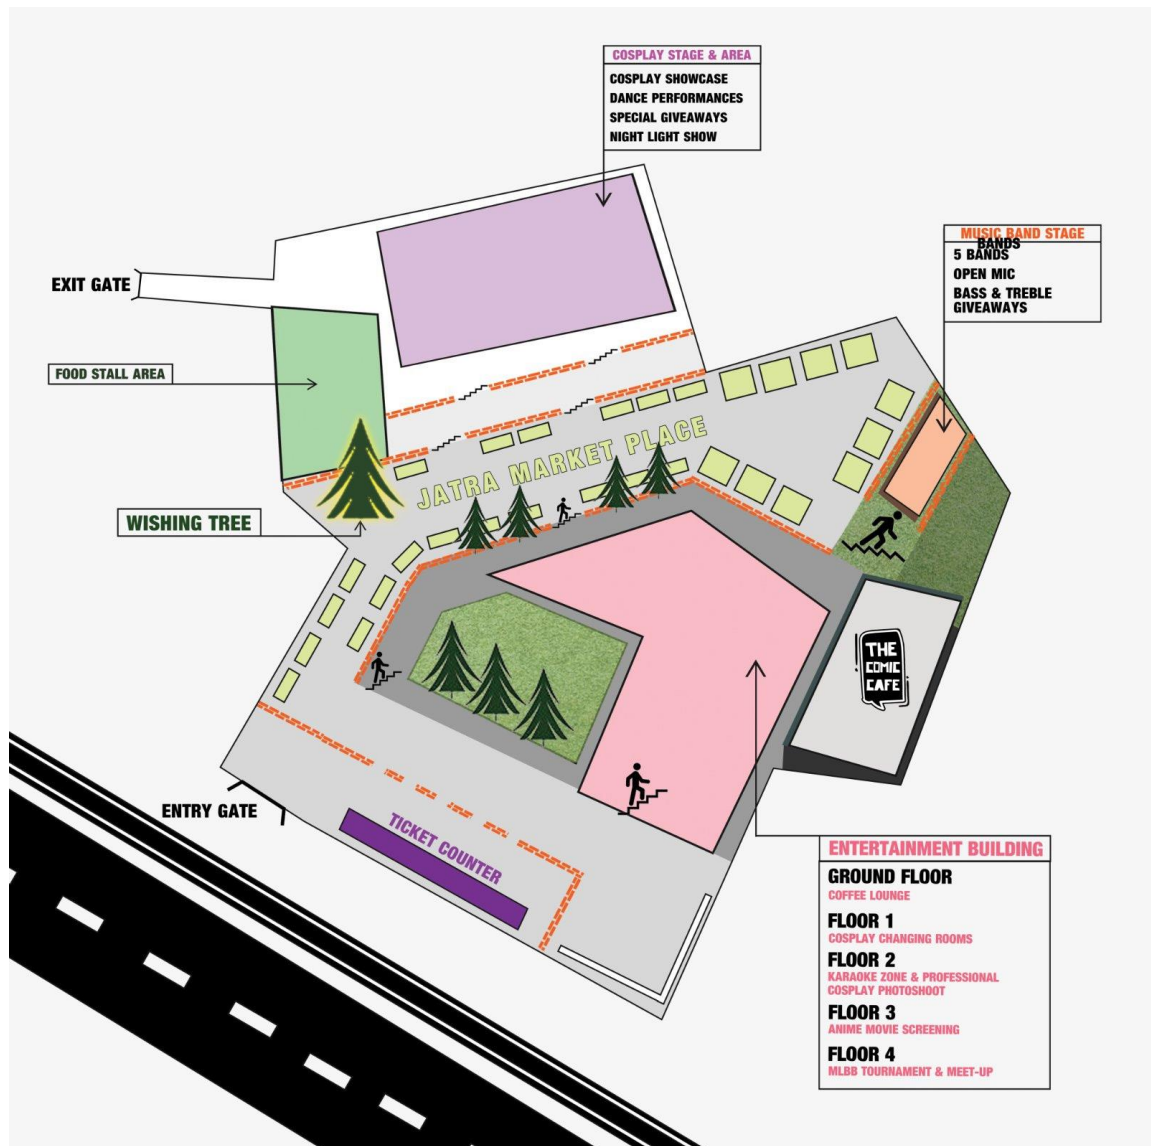 COSPLAY STAGE & AREA
COSPLAY SHOWCASE
DANCE PERFORMANCES
SPECIAL GIVEAWAYS
NIGHT LIGHT SHOW
MUSIC BAND STAGE
BANDS
5 BANDS
OPEN MIC
BASS & TREBLE
GIVEAWAYS
EXIT GATE
FOOD STALL AREA
JATRA MARKET PLACE
WISHING TREE
THE
COMIC
CAFE
ENTRY GATE
TICKET COUNTER
ENTERTAINMENT BUILDING
GROUND FLOOR
COFFEE LOUNGE
FLOOR 1
COSPLAY CHANGING ROOMS
FLOOR 2
KARAOKE ZONE & PROFESSIONAL
COSPLAY PHOTOSHOOT
FLOOR 3
ANIME MOVIE SCREENING
FLOOR 4
MLBB TOURNAMENT & MEET-UP